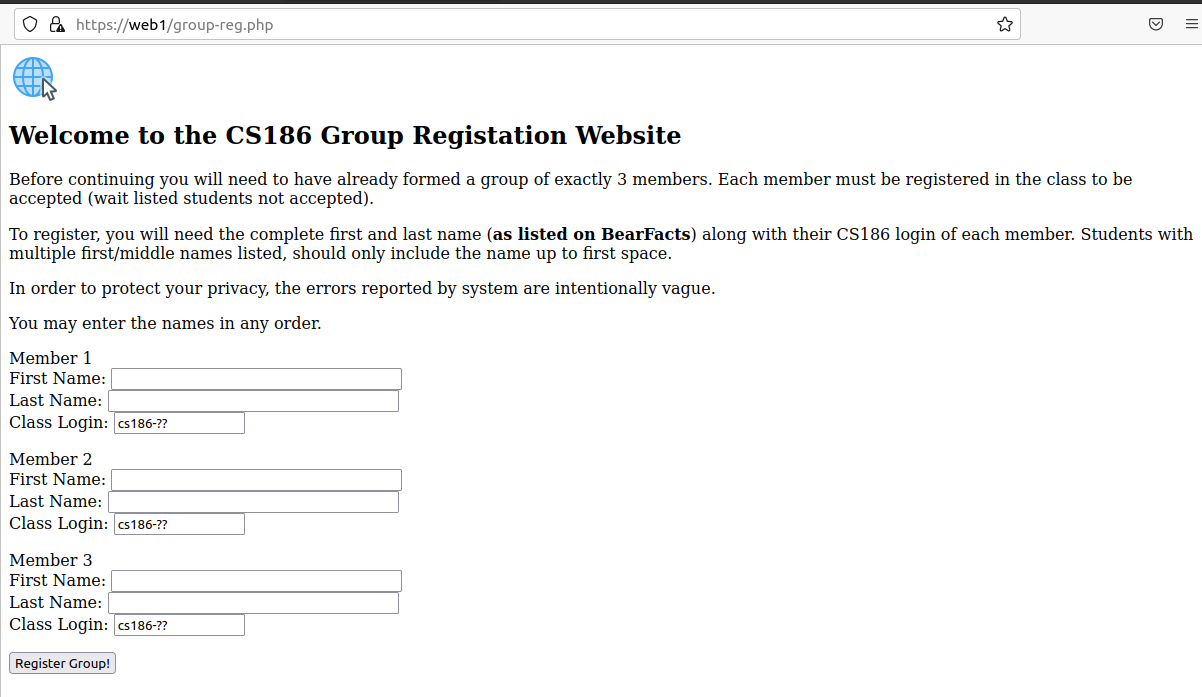 https://web1/group-reg.php
Welcome to the CS186 Group Registation Website
Before continuing you will need to have already formed a group of exactly 3 members. Each member must be registered in the class to be
accepted (wait listed students not accepted).
To register, you will need the complete first and last name (as listed on BearFacts) along with their CS186 login of each member. Students with
multiple first/middle names listed, should only include the name up to first space.
In order to protect your privacy, the errors reported by system are intentionally vague.
You may enter the names in any order.
Member 1
First Name:
Last Name:
Class Login: cs186-??
Member 2
First Name:
Last Name:
Class Login: cs186-??
Member 3
First Name:
Last Name:
Class Login: cs186-??
Register Group!